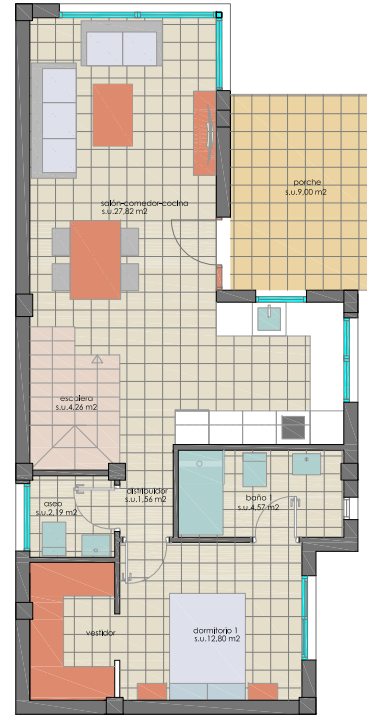 porche
s.u.9,00 m2
salón-comedor-cocina
s.u.27,82 m2
escalera
s.u.4,26 m2
distribuidor
s.u.1,56 m2
baño 1
s.u.4,57 m2
aseo
s.u.2,19 m2
vestidor
dormitorio 1
s.u.12,80 m2